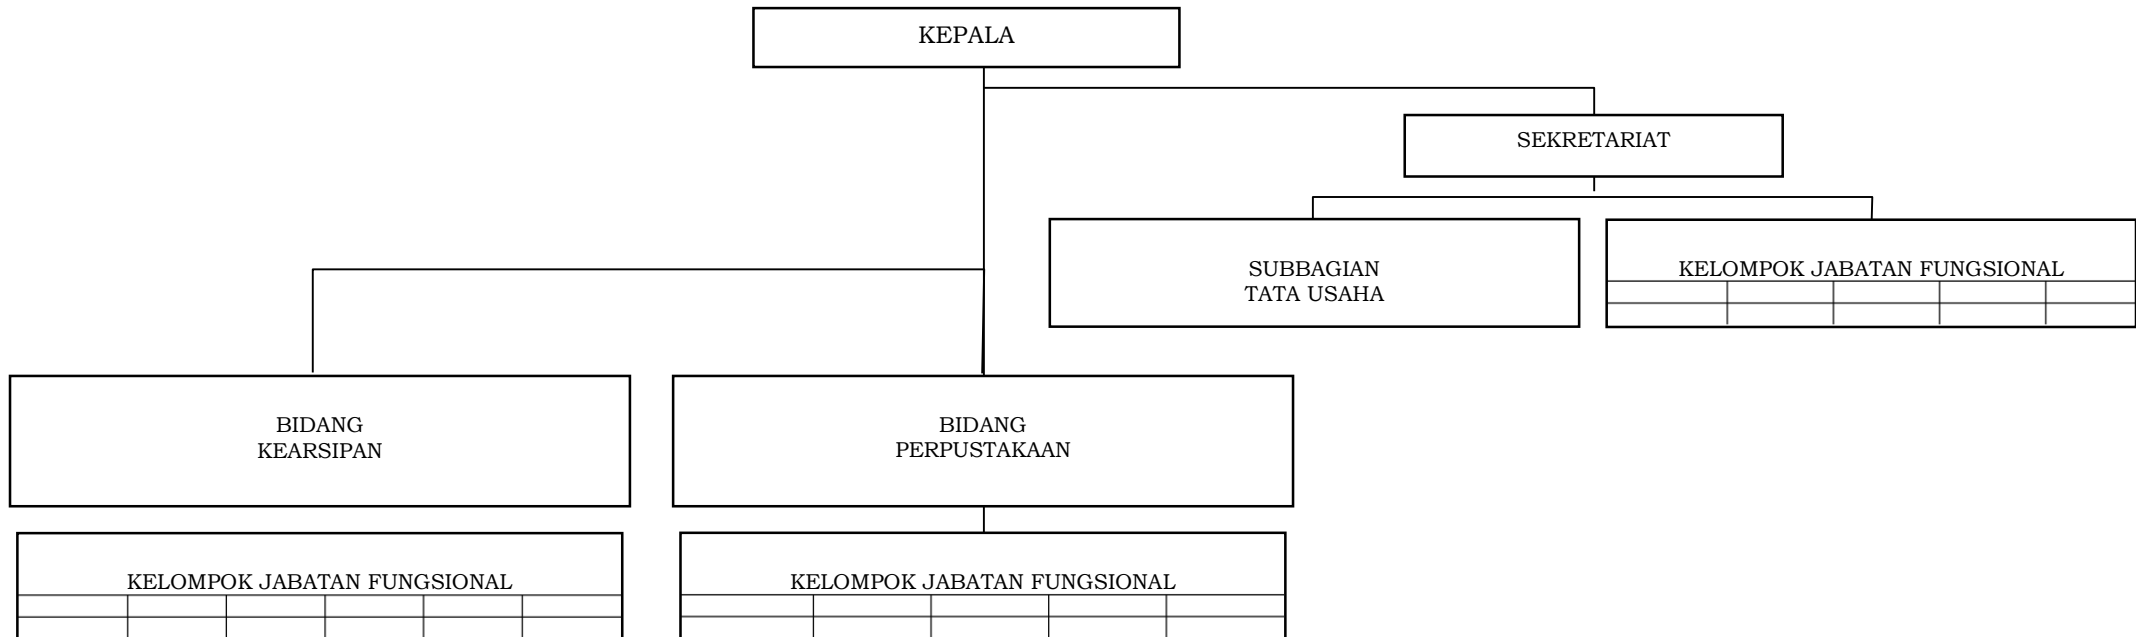 KEPALA
SEKRETARIAT
SUBBAGIAN
TATA USAHA
KELOMPOK JABATAN FUNGSIONAL
BIDANG
KEARSIPAN
BIDANG
PERPUSTAKAAN
KELOMPOK JABATAN FUNGSIONAL
KELOMPOK JABATAN FUNGSIONAL